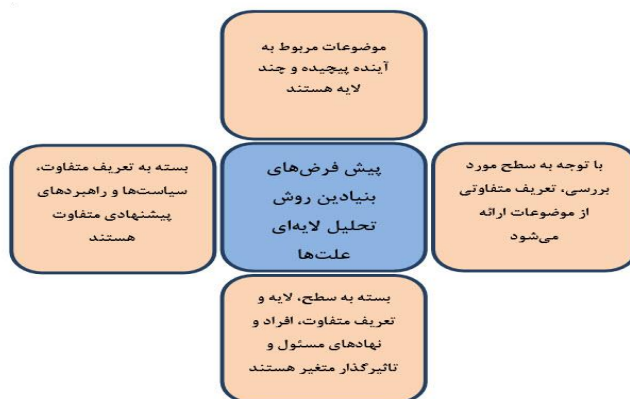 موضوعات مربوط به
آینده پیچیده و چند
لایه هستند
با توجه به سطح مورد
بررسی، تعریف متفاوتی
از موضوعات ارائه
می‌شود
پیش فرض‌های
بنیادین روش
تحلیل لایه‌ای
علت‌ها
بسته به تعریف متفاوت،
سیاست‌ها و راهبردهای
پیشنهادی متفاوت
هستند
بسته به سطح، لایه و
تعریف متفاوت، افراد و
نهادهای مسئول و
تاثیرگذار متغیر هستند